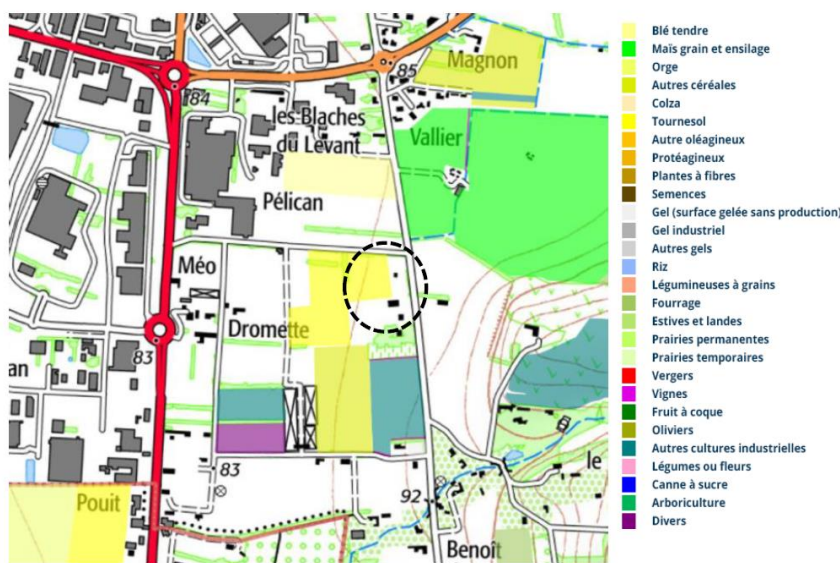 Magnon
85
84
les Blaches
du Levant
Vallier
Pélican
Méo
Dromette
83
an
83
Pouit
92
le
Benoît
Blé tendre
Maïs grain et ensilage
Orge
Autres céréales
Colza
Tournesol
Autre oléagineux
Protéagineux
Plantes à fibres
Semences
Gel (surface gelée sans production)
Gel industriel
Autres gels
Riz
Légumineuses à grains
Fourrage
Estives et landes
Prairies permanentes
Prairies temporaires
Vergers
Vignes
Fruit à coque
Oliviers
Autres cultures industrielles
Légumes ou fleurs
Canne à sucre
Arboriculture
Divers